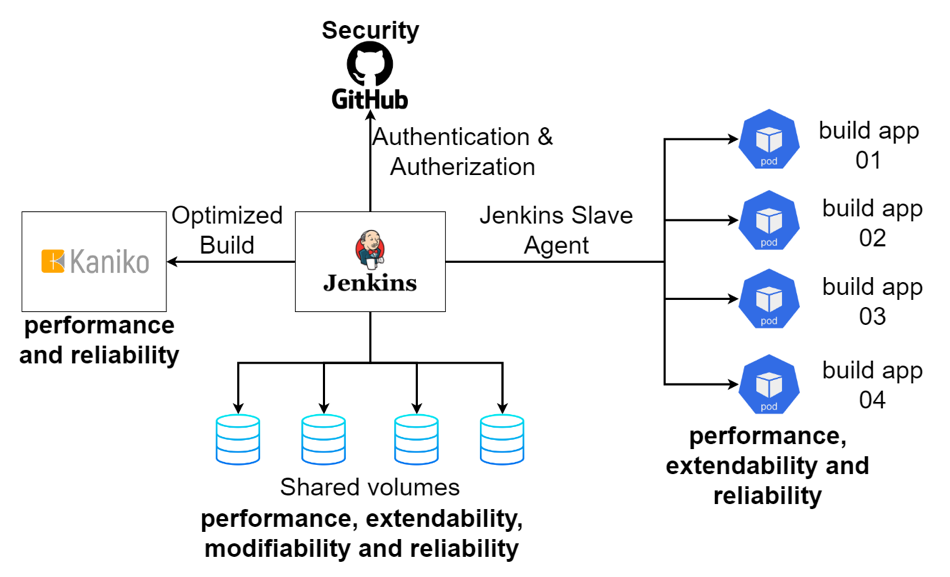 Security
GitHub
Authentication &
Autherization
Optimized
Build
Kaniko
performance
and reliability
Jenkins
Jenkins Slave
Agent
pod
build app
01
pod
build app
02
pod
build app
03
pod
build app
04
performance,
extendability and
reliability
Shared volumes
performance, extendability,
modifiability and reliability